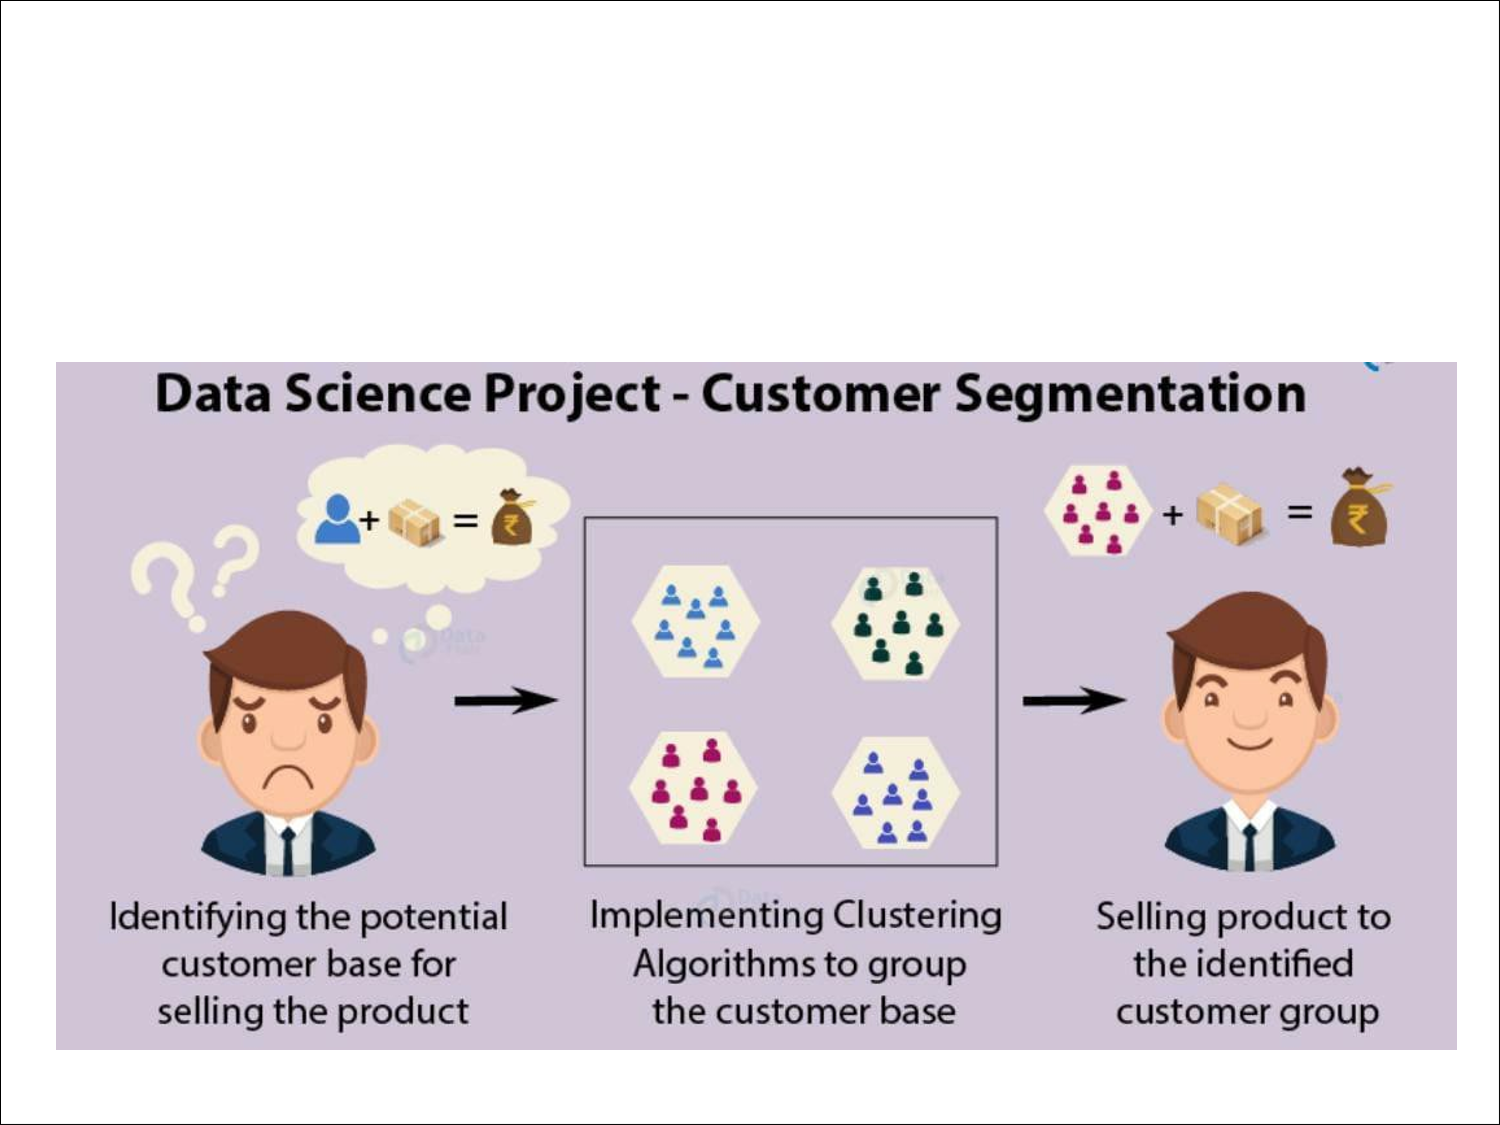 Data Science Project - Customer Segmentation
??
+ = ₹
+ = ₹
Data
Identifying the potential
customer base for
selling the product
Implementing Clustering
Algorithms to group
the customer base
Selling product to
the identified
customer group